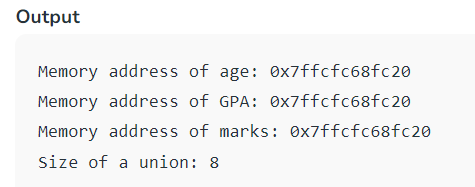 Output
Memory address of age: 0x7ffcfc68fc20
Memory address of GPA: 0x7ffcfc68fc20
Memory address of marks: 0x7ffcfc68fc20
Size of a union: 8